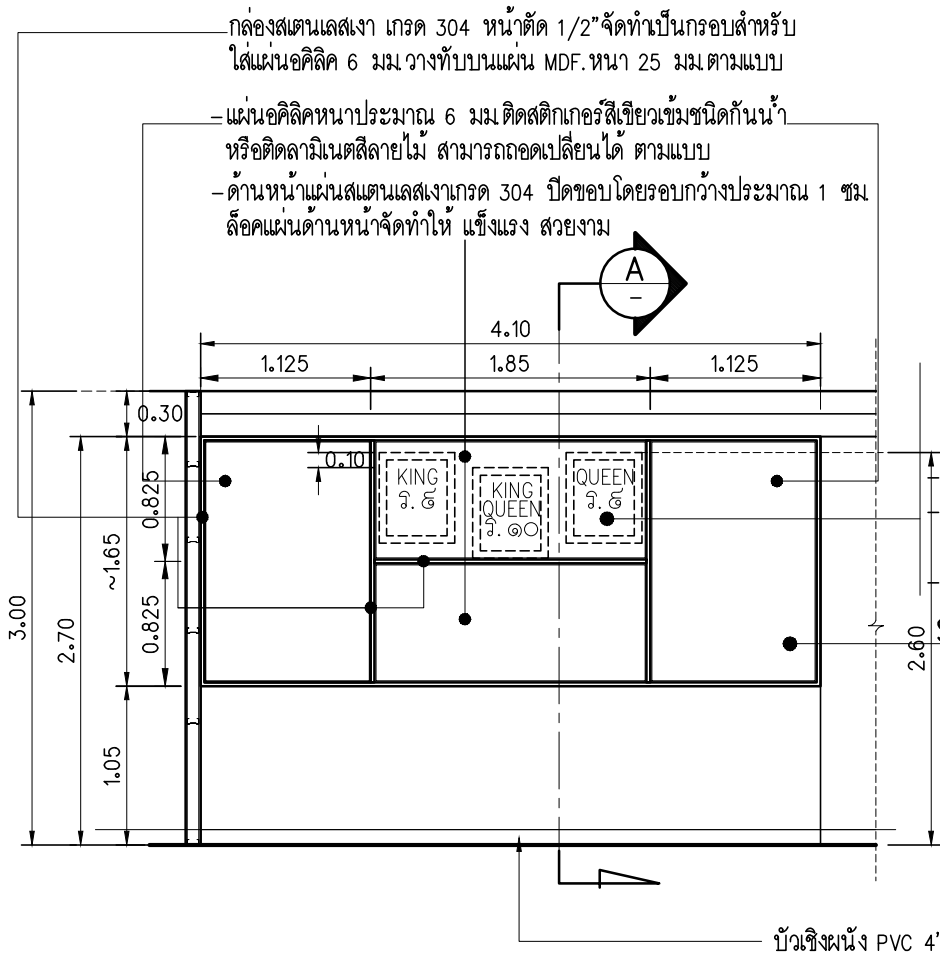 กล่องสแตนเลสเงา เกรด 304 หน้าตัด 1/2" จัดทำเป็นกรอบสำหรับ
ใส่แผ่นอคิลิค 6 มม.วางทับบนแผ่น MDF.หนา 25 มม.ตามแบบ
-แผ่นอคิลิคหนาประมาณ 6 มม.ติดสติกเกอร์สีเขียวเข้มชนิดกันน้ำ
หรือติดลามิเนตสีลายไม้ สามารถถอดเปลี่ยนได้ ตามแบบ
-ด้านหน้าแผ่นสแตนเลสเงาเกรด 304 ปิดขอบโดยรอบกว้างประมาณ 1 ซม.
ล็อคแผ่นด้านหน้าจัดทำให้ แข็งแรง สวยงาม
A
-
4.10
1.125
1.85
1.125
0.30
0.10
KING
ร.๙
KING
QUEEN
ร.๑๐
QUEEN
ร.๙
0.825
~1.65
0.825
3.00
2.70
2.60
1.05
บัวเชิงผนัง PVC 4"